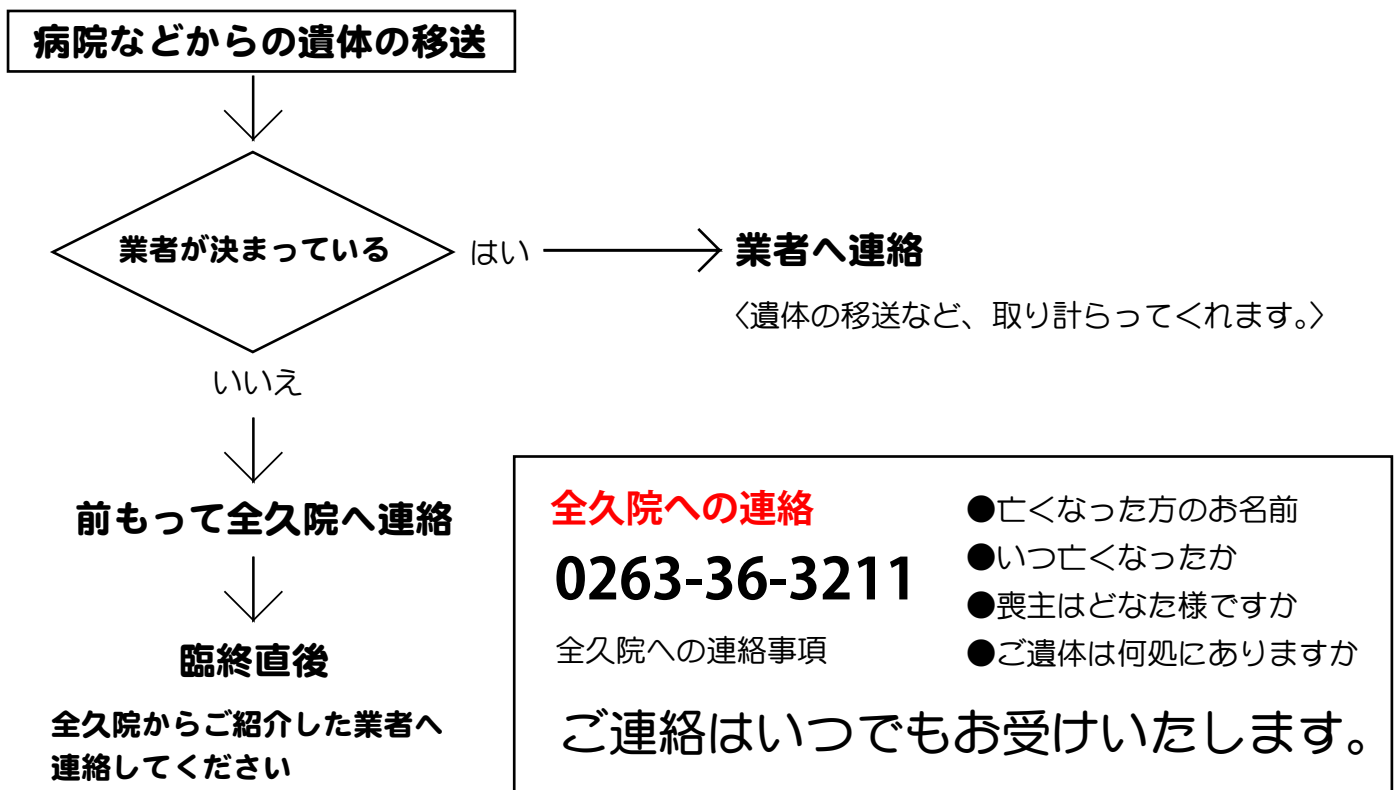 病院などからの遺体の移送
業者が決まっている
はい
業者へ連絡
〈遺体の移送など、取り計らってくれます。〉
いいえ
前もって全久院へ連絡
臨終直後
全久院からご紹介した業者へ
連絡してください
全久院への連絡
0263-36-3211
全久院への連絡事項
●亡くなった方のお名前
●いつ亡くなったか
●喪主はどなた様ですか
●ご遺体は何処にありますか
ご連絡はいつでもお受けいたします。